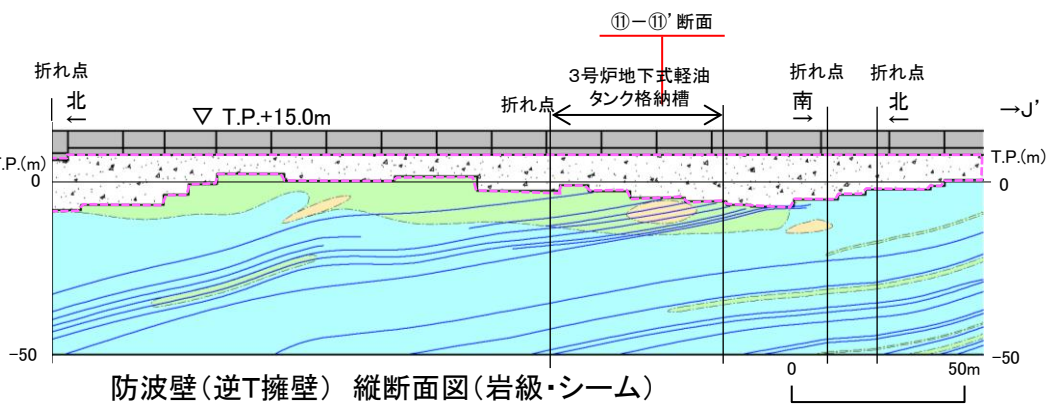 ⑪-⑪’断面
3号炉地下式軽油
タンク格納槽
折れ点
北
←
▽ T.P.+15.0m
折れ点
折れ点
南
→
折れ点
北
←
→J’
T.P.(m)
T.P.(m)
0
0
-50
-50
0
50m
防波壁(逆T擁壁) 縦断面図(岩級・シーム)